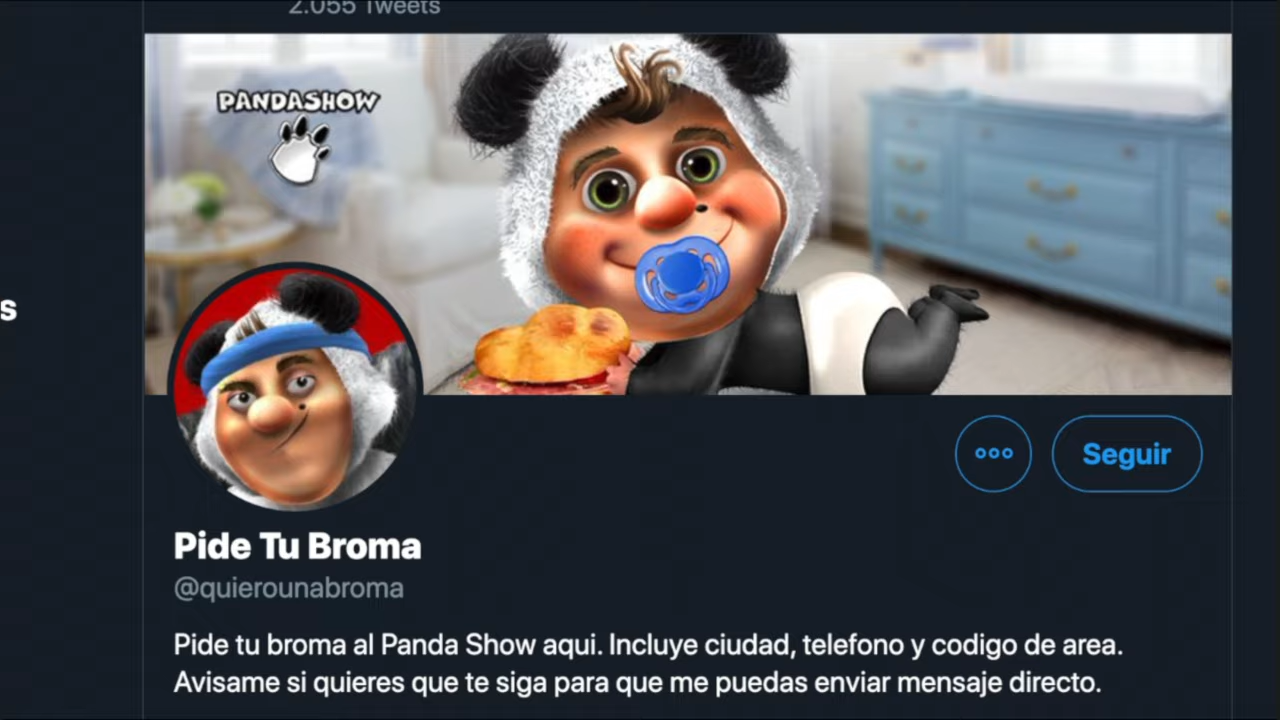 2.055 Tweets
PANDASHOW
s
Seguir
Pide Tu Broma
@quierounabroma
Pide tu broma al Panda Show aqui. Incluye ciudad, telefono y codigo de area.
Avisame si quieres que te siga para que me puedas enviar mensaje directo.